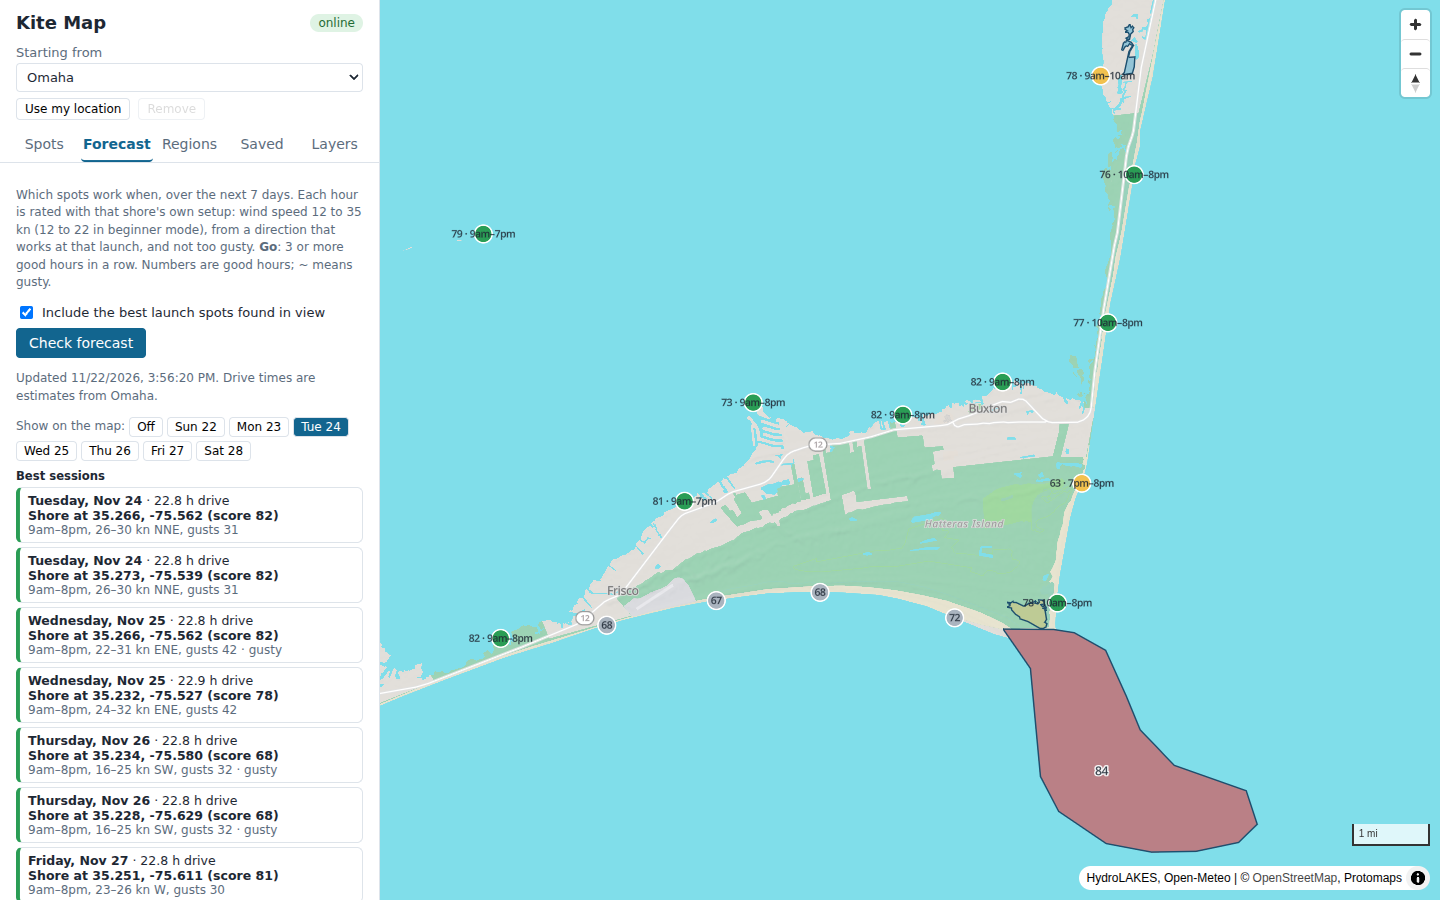 Kite Map
online
Starting from
Omaha
Use my location
Remove
Spots
Forecast
Regions
Saved
Layers
Which spots work when, over the next 7 days. Each hour
is rated with that shore's own setup: wind speed 12 to 35
kn (12 to 22 in beginner mode), from a direction that
works at that launch, and not too gusty. Go: 3 or more
good hours in a row. Numbers are good hours; ~ means
gusty.
Include the best launch spots found in view
Check forecast
Updated 11/22/2026, 3:56:20 PM. Drive times are
estimates from Omaha.
Show on the map:
Off
Sun 22
Mon 23
Tue 24
Wed 25
Thu 26
Fri 27
Sat 28
Best sessions
Tuesday, Nov 24 · 22.8 h drive
Shore at 35.266, -75.562 (score 82)
9am–8pm, 26–30 kn NNE, gusts 31
Tuesday, Nov 24 · 22.8 h drive
Shore at 35.273, -75.539 (score 82)
9am–8pm, 26–30 kn NNE, gusts 31
Wednesday, Nov 25 · 22.8 h drive
Shore at 35.266, -75.562 (score 82)
9am–8pm, 22–31 kn ENE, gusts 42 · gusty
Wednesday, Nov 25 · 22.9 h drive
Shore at 35.232, -75.527 (score 78)
9am–8pm, 24–32 kn ENE, gusts 42
Thursday, Nov 26 · 22.8 h drive
Shore at 35.234, -75.580 (score 68)
9am–8pm, 16–25 kn SW, gusts 32 · gusty
Thursday, Nov 26 · 22.8 h drive
Shore at 35.228, -75.629 (score 68)
9am–8pm, 16–25 kn SW, gusts 32 · gusty
Friday, Nov 27 · 22.8 h drive
Shore at 35.251, -75.611 (score 81)
9am–8pm, 23–26 kn W, gusts 30
78 · 9am–10am
76 · 10am–8pm
79 · 9am–7pm
77 · 10am–8pm
82 · 9am–8pm
73 · 9am–8pm
82 · 9am–8pm
Buxton
12
63 · 7pm–8pm
81 · 9am–7pm
Hatteras Island
Frisco
67
68
12
68
72
78 · 10am–8pm
82 · 9am–8pm
84
1 mi
HydroLAKES, Open-Meteo | © OpenStreetMap, Protomaps